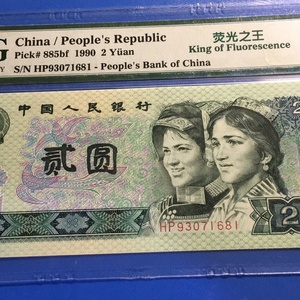 G China / People's Republic 荧光之王
Pick# 885bf 1990 2 Yüan King of Fluorescence
S/N HP93071681 - People's Bank of China
中国人民银行
贰圆
HP93071681
2